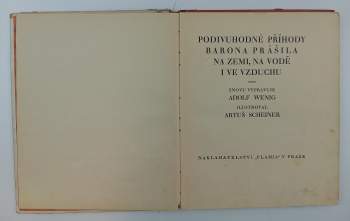 PODIVUHODNÉ PŘÍHODY
BARONA PRÁŠILA
NA ZEMI, NA VODĚ
I VE VZDUCHU
ZNOVU VYPRAVUJE
ADOLF WENIG
ILUSTROVAL
ARTUŠ SCHEINER
NAKLADATELSTVÍ „PLAMJA“ V PRAZE